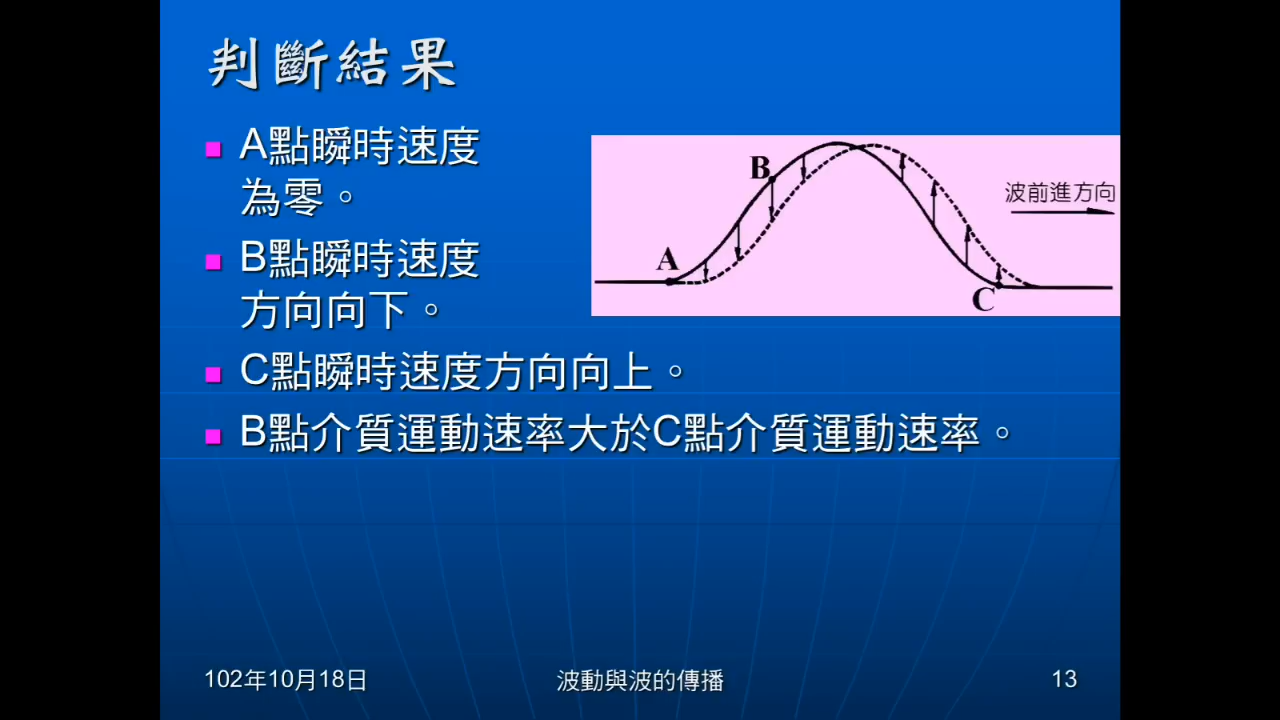 判斷結果
A點瞬時速度
為零。
B點瞬時速度
方向向下。
C點瞬時速度方向向上。
B點介質運動速率大於C點介質運動速率。
B
波前進方向
A
C
102年10月18日
波動與波的傳播
13